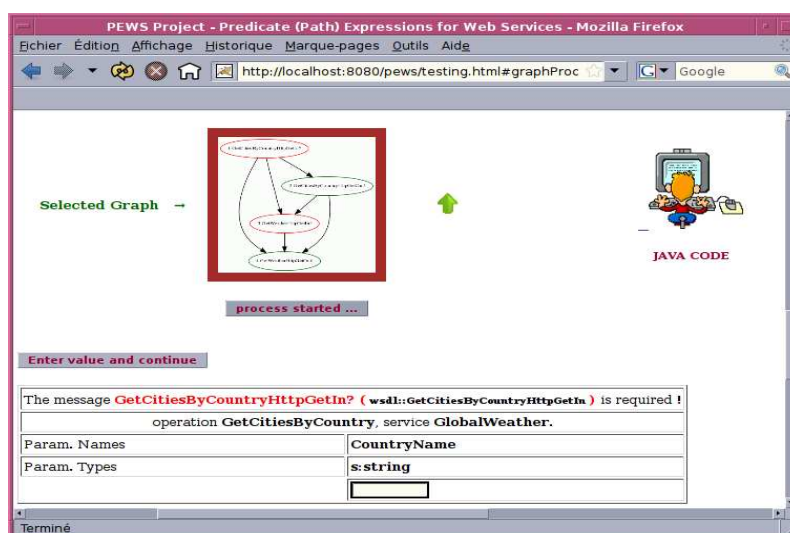 PEWS Project - Predicate (Path) Expressions for Web Services - Mozilla Firefox
Fichier Édition Affichage Historique Marque-pages Outils Aide
http://localhost:8080/pews/testing.html#graphProc
G Google
Selected Graph →
JAVA CODE
process started ...
Enter value and continue
The message GetCitiesByCountryHttpGetIn? ( wsdl::GetCitiesByCountryHttpGetIn ) is required !
operation GetCitiesByCountry, service GlobalWeather.
Param. Names CountryName
Param. Types s:string
Terminé